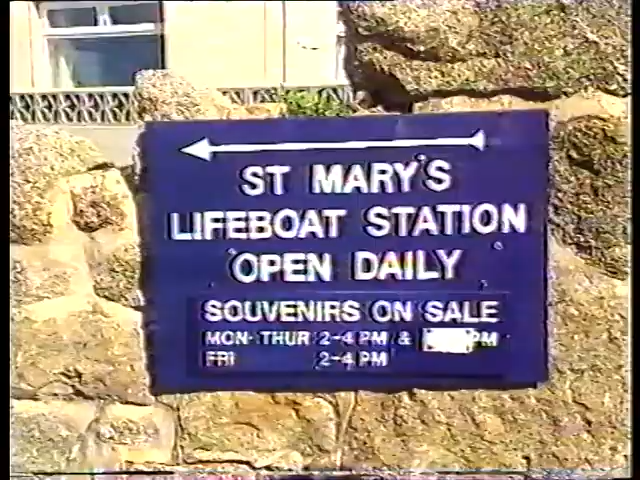 ST MARY'S
LIFEBOAT STATION
OPEN DAILY
SOUVENIRS ON SALE
MON- THUR 2-4 PM & PM
FRI 2-4 PM